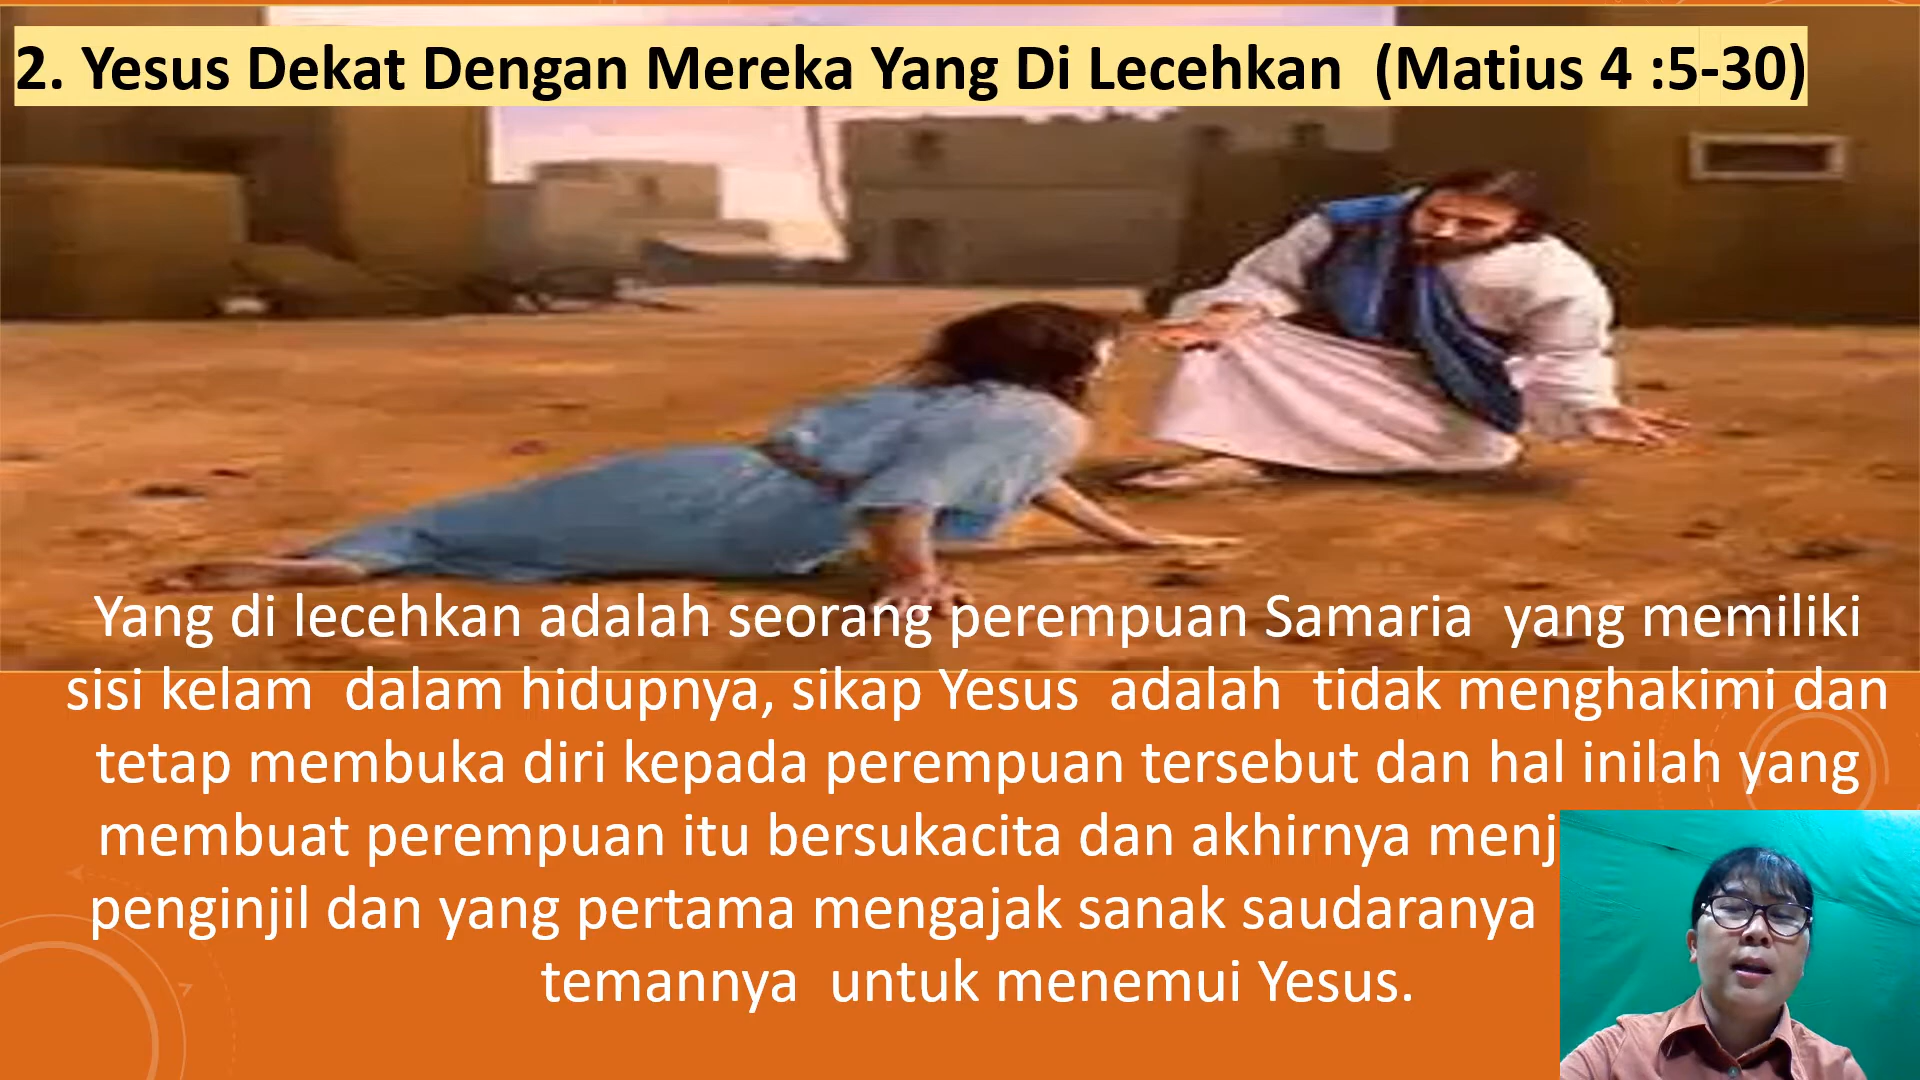 2. Yesus Dekat Dengan Mereka Yang Di Lecehkan (Matius 4 :5-30)
Yang di lecehkan adalah seorang perempuan Samaria yang memiliki
sisi kelam dalam hidupnya, sikap Yesus adalah tidak menghakimi dan
tetap membuka diri kepada perempuan tersebut dan hal inilah yang
membuat perempuan itu bersukacita dan akhirnya menj
penginjil dan yang pertama mengajak sanak saudaranya
temannya untuk menemui Yesus.